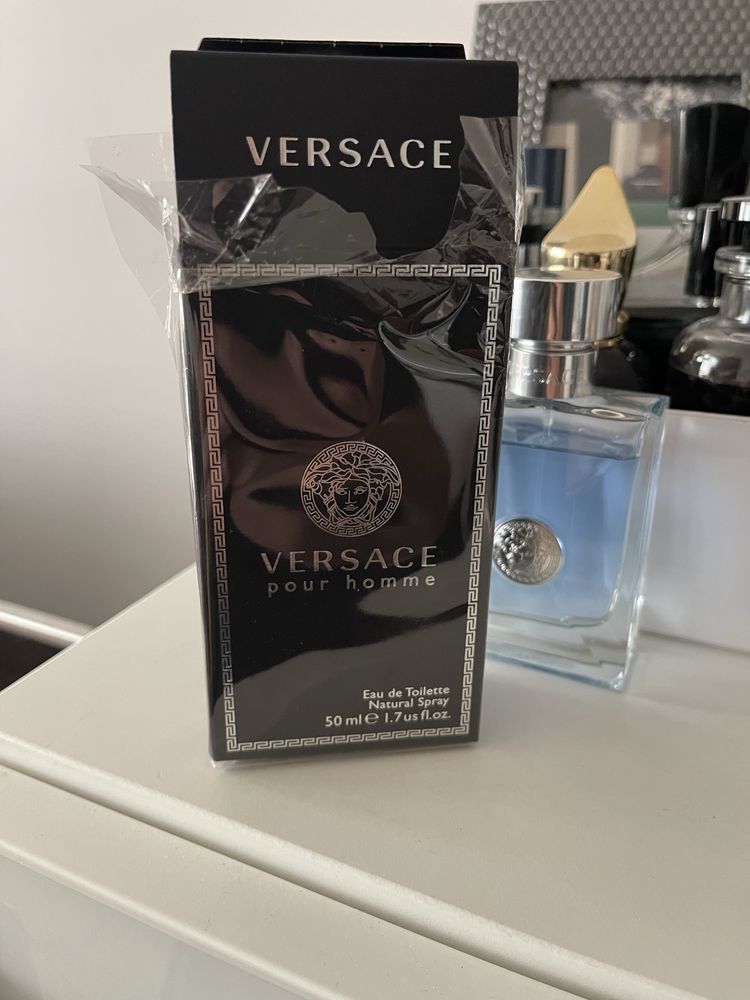 VERSACE
VERSACE
pour homme
Eau de Toilette
Natural Spray
50 ml ℮ 1.7 us fl.oz.